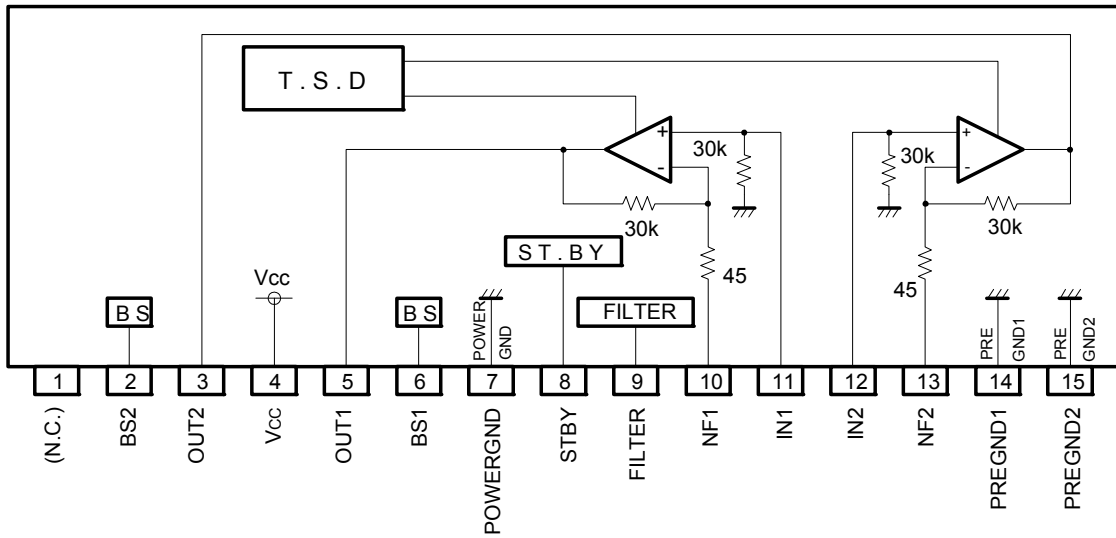 T.S.D
+
-
30k
30k
45
+
-
30k
30k
45
ST.BY
Vcc
BS
BS
POWER
GND
FILTER
PRE
GND1
PRE
GND2
1
2
3
4
5
6
7
8
9
10
11
12
13
14
15
(N.C.)
BS2
OUT2
Vcc
OUT1
BS1
POWERGND
STBY
FILTER
NF1
IN1
IN2
NF2
PREGND1
PREGND2